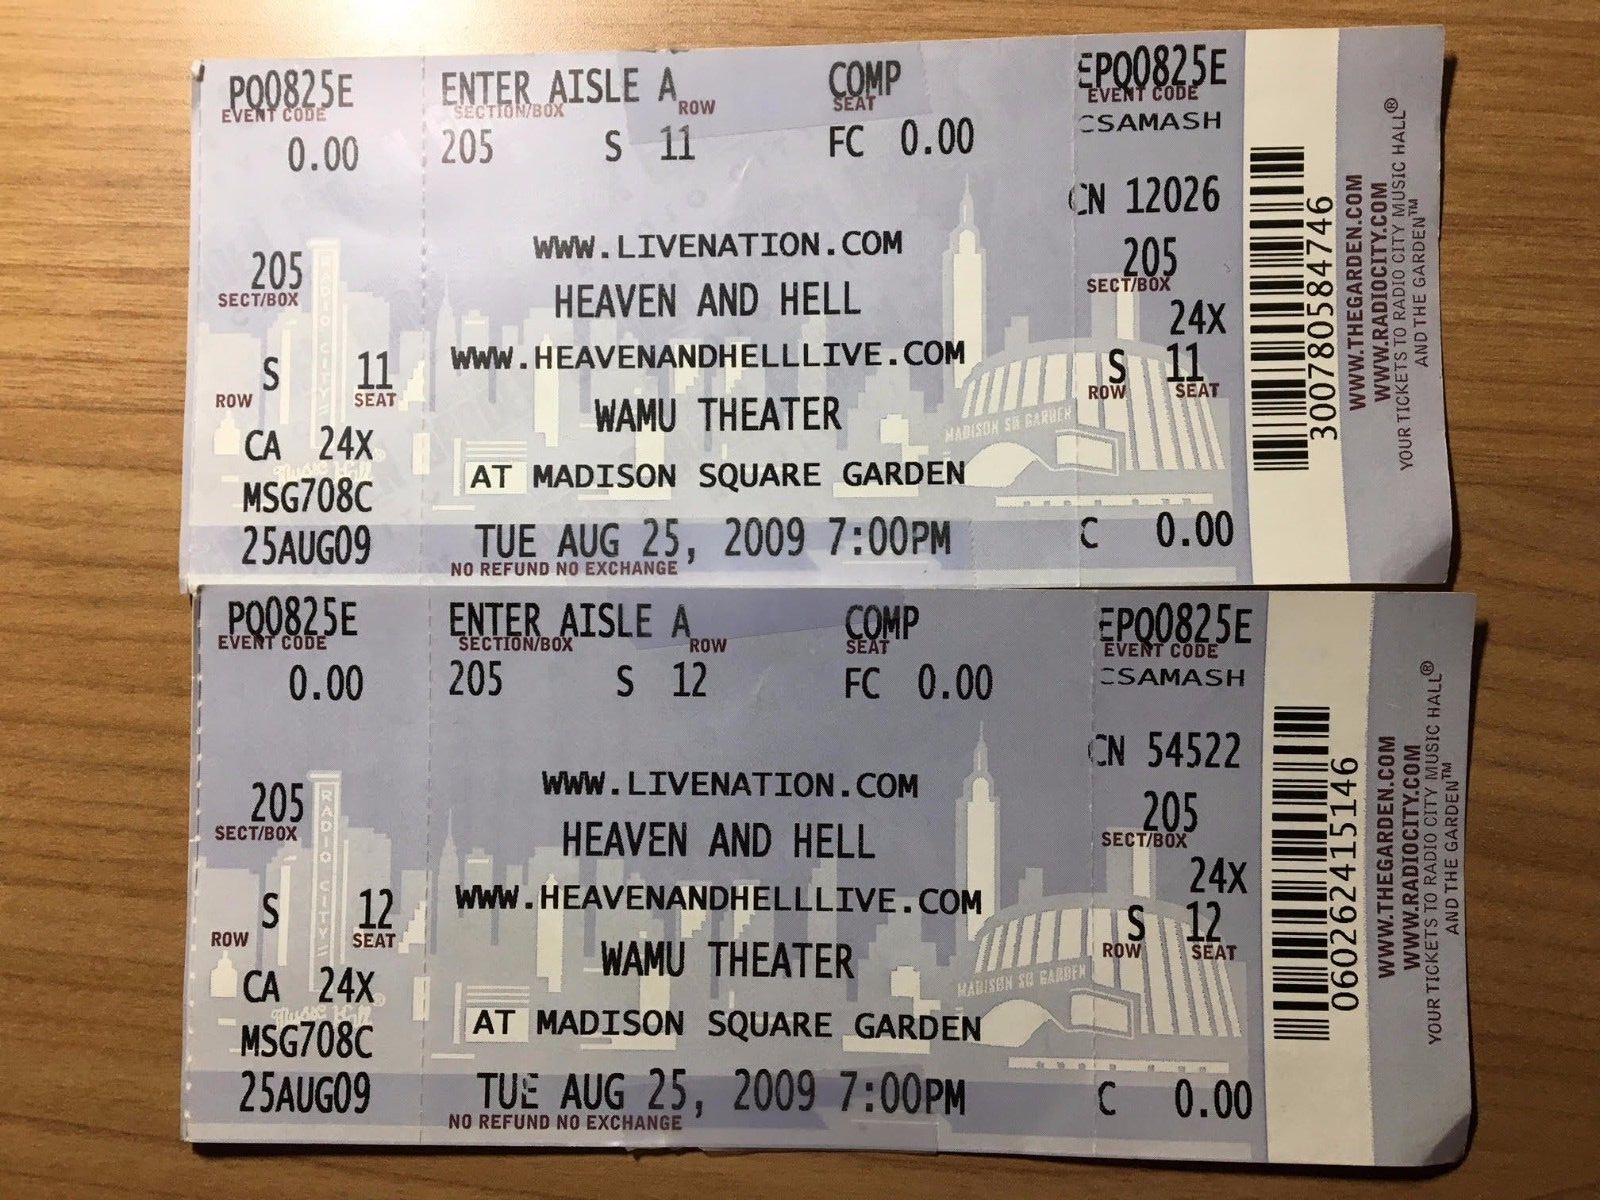 PQ0825E ENTER AISLE A COMP EPQ0825E
EVENT CODE SECTION/BOX ROW SEAT EVENT CODE
0.00 205 S 11 FC 0.00 CSAMASH
CN 12026
WWW.LIVENATION.COM
205 HEAVEN AND HELL 205
SECT/BOX SECT/BOX
24X
S 11 WWW.HEAVENANDHELLLIVE.COM S 11
ROW SEAT ROW SEAT
WAMU THEATER
CA 24X
RADIO CITY
MADISON SQ GARDEN
MSG708C AT MADISON SQUARE GARDEN
25AUG09 TUE AUG 25, 2009 7:00PM C 0.00
NO REFUND NO EXCHANGE
300780584746
WWW.THEGARDEN.COM
WWW.RADIOCITY.COM
YOUR TICKETS TO RADIO CITY MUSIC HALL®
AND THE GARDEN™
PQ0825E ENTER AISLE A COMP EPQ0825E
EVENT CODE SECTION/BOX ROW SEAT EVENT CODE
0.00 205 S 12 FC 0.00 CSAMASH
CN 54522
WWW.LIVENATION.COM
205 HEAVEN AND HELL 205
SECT/BOX SECT/BOX
24X
S 12 WWW.HEAVENANDHELLLIVE.COM S 12
ROW SEAT ROW SEAT
WAMU THEATER
CA 24X
RADIO CITY
Music Hall
MADISON SQ GARDEN
MSG708C AT MADISON SQUARE GARDEN
25AUG09 TUE AUG 25, 2009 7:00PM C 0.00
NO REFUND NO EXCHANGE
060262415146
WWW.THEGARDEN.COM
WWW.RADIOCITY.COM
YOUR TICKETS TO RADIO CITY MUSIC HALL®
AND THE GARDEN™